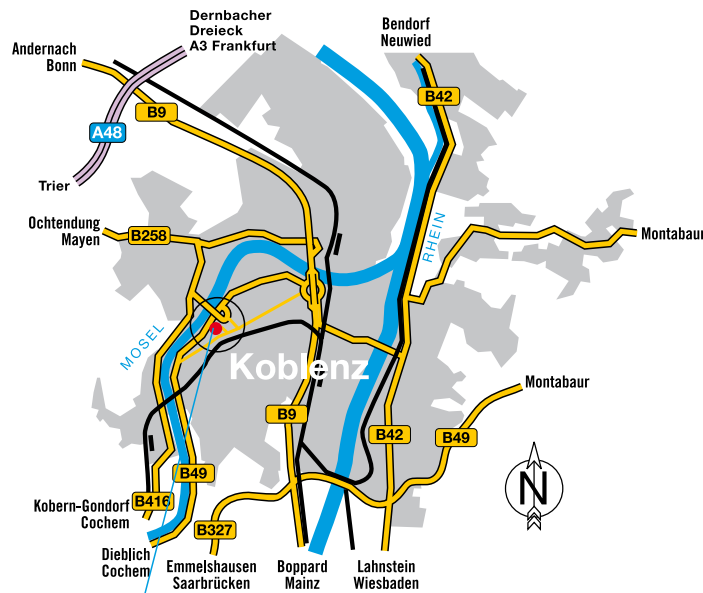 Dernbacher
Dreieck
A3 Frankfurt
Bendorf
Neuwied
Andernach
Bonn
B42
B9
A48
Trier
Ochtendung
Mayen
B258
RHEIN
Montabaur
MOSEL
Koblenz
Montabaur
B9
B42
B49
B49
Kobern-Gondorf
Cochem
B416
B327
N
Dieblich
Cochem
Emmelshausen
Saarbrücken
Boppard
Mainz
Lahnstein
Wiesbaden